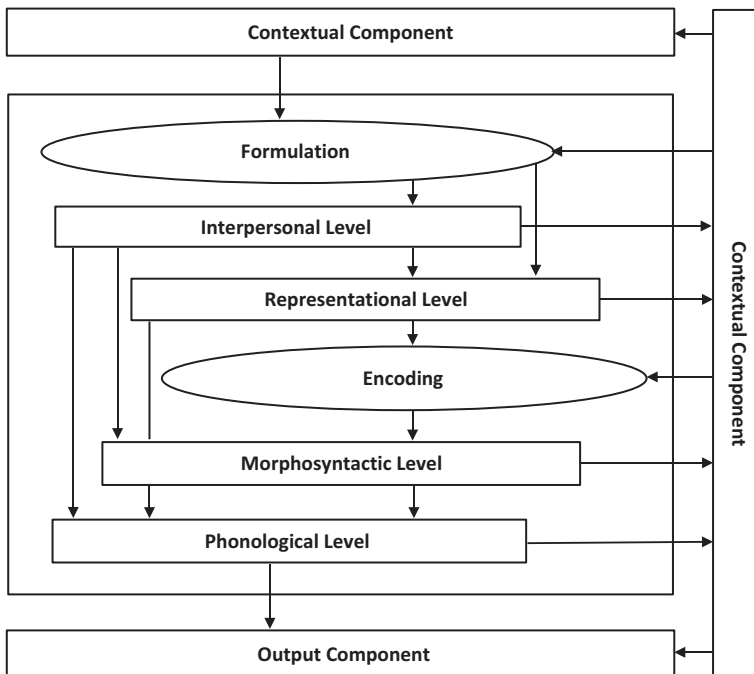 Contextual Component
Formulation
Interpersonal Level
Representational Level
Encoding
Morphosyntactic Level
Phonological Level
Output Component
Contextual Component